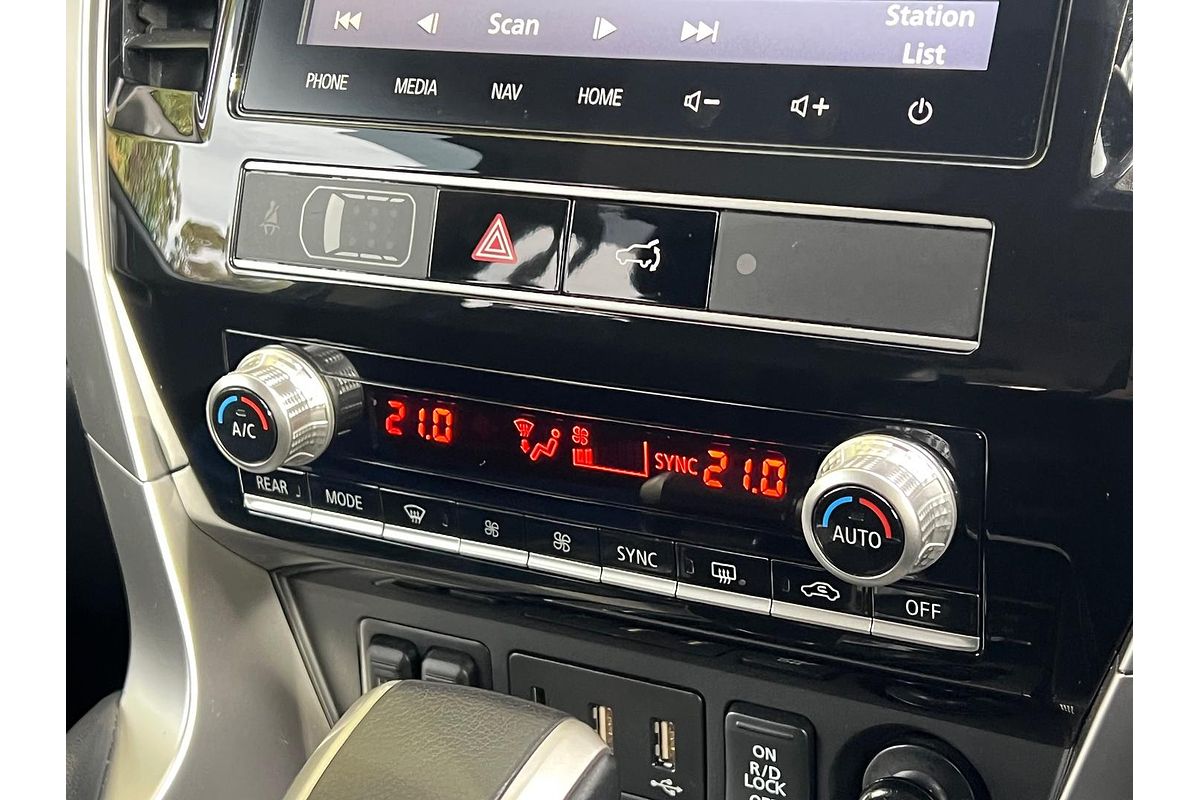 Scan
Station
List
PHONE MEDIA NAV HOME
21.0 SYNC 21.0
A/C
AUTO
REAR MODE SYNC OFF
ON
R/D
LOCK